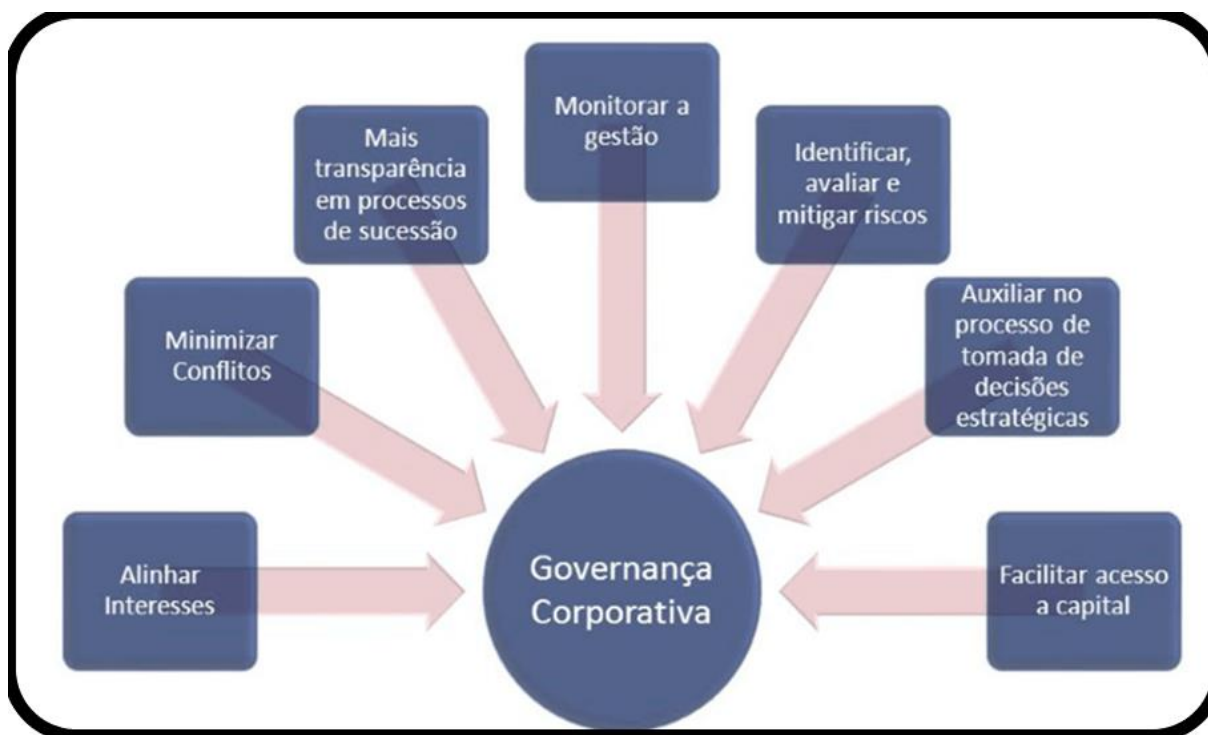 Monitorar a
gestão
Mais
transparência
em processos
de sucessão
Identificar,
avaliar e
mitigar riscos
Minimizar
Conflitos
Auxiliar no
processo de
tomada de
decisões
estratégicas
Alinhar
Interesses
Governança
Corporativa
Facilitar acesso
a capital